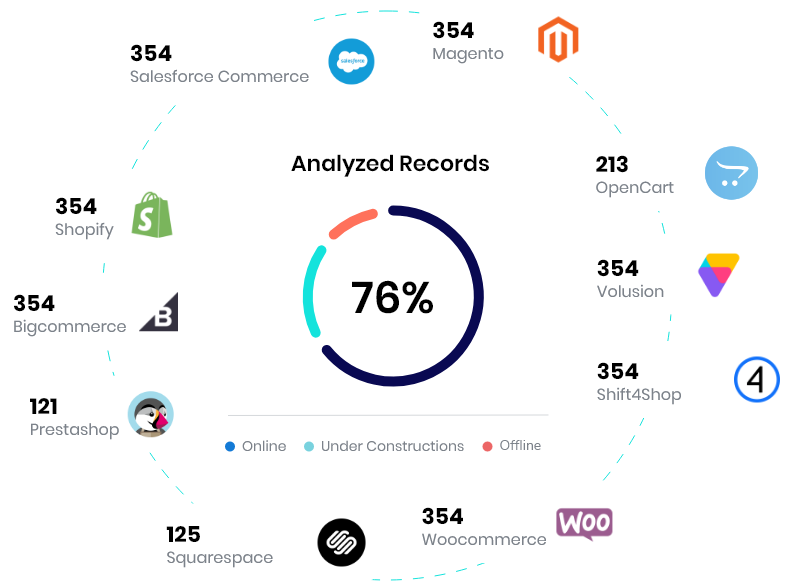 354
Magento
354
Salesforce Commerce
salesforce
Analyzed Records
213
OpenCart
354
Shopify
S
354
Volusion
76%
354
Bigcommerce
B
354
Shift4Shop
4
121
Prestashop
Online
Under Constructions
Offline
354
Woocommerce
WOO
125
Squarespace